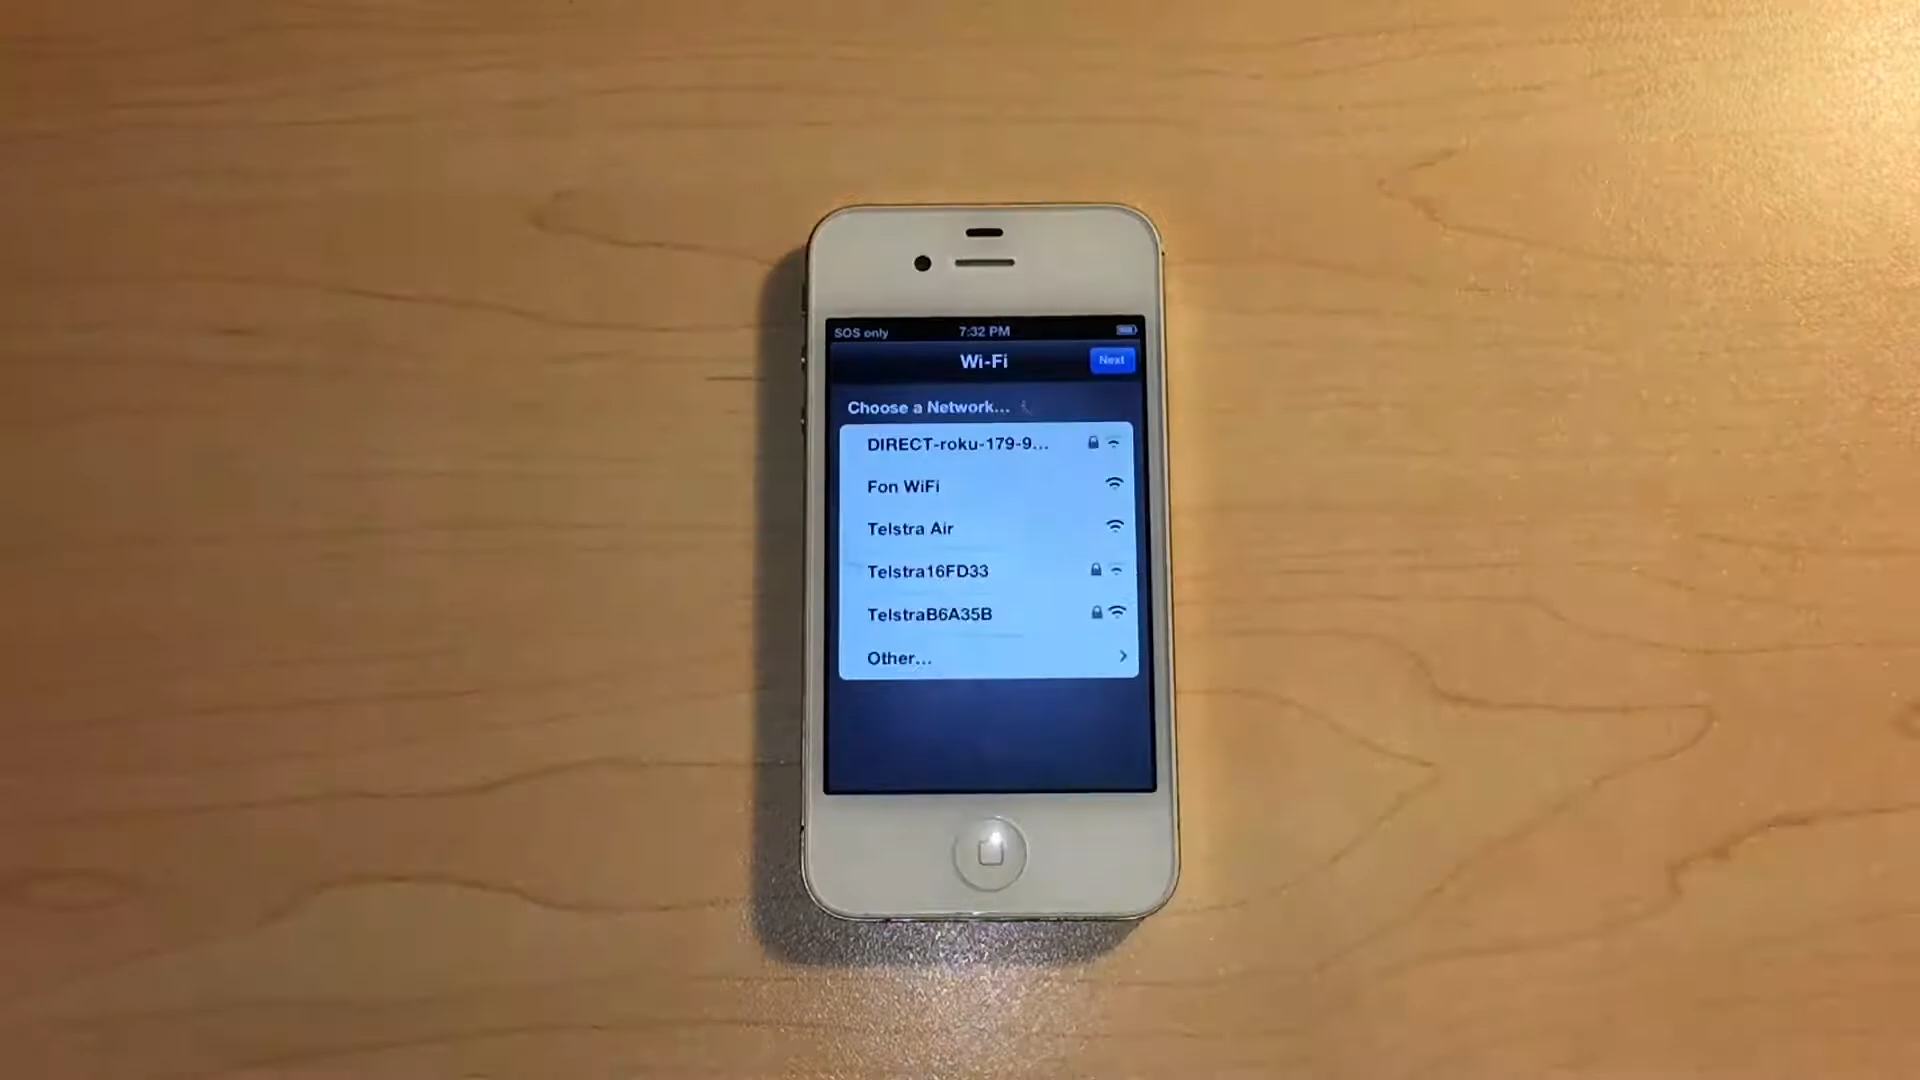 SOS only 7:32 PM
Wi-Fi Next
Choose a Network...
DIRECT-roku-179-9...
Fon WiFi
Telstra Air
Telstra16FD33
TelstraB6A35B
Other...